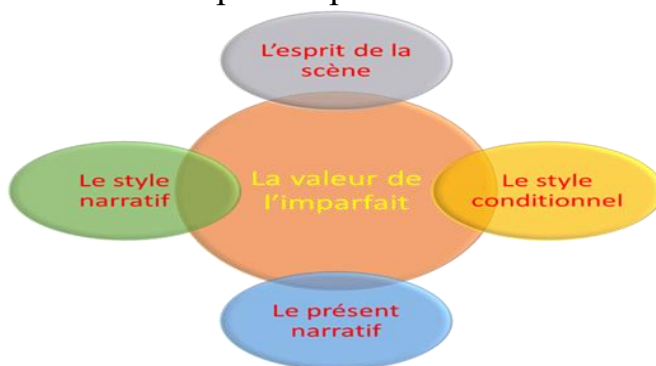 L'esprit de la
scène
Le style
narratif
La valeur de
l'imparfait
Le style
conditionnel
Le présent
narratif